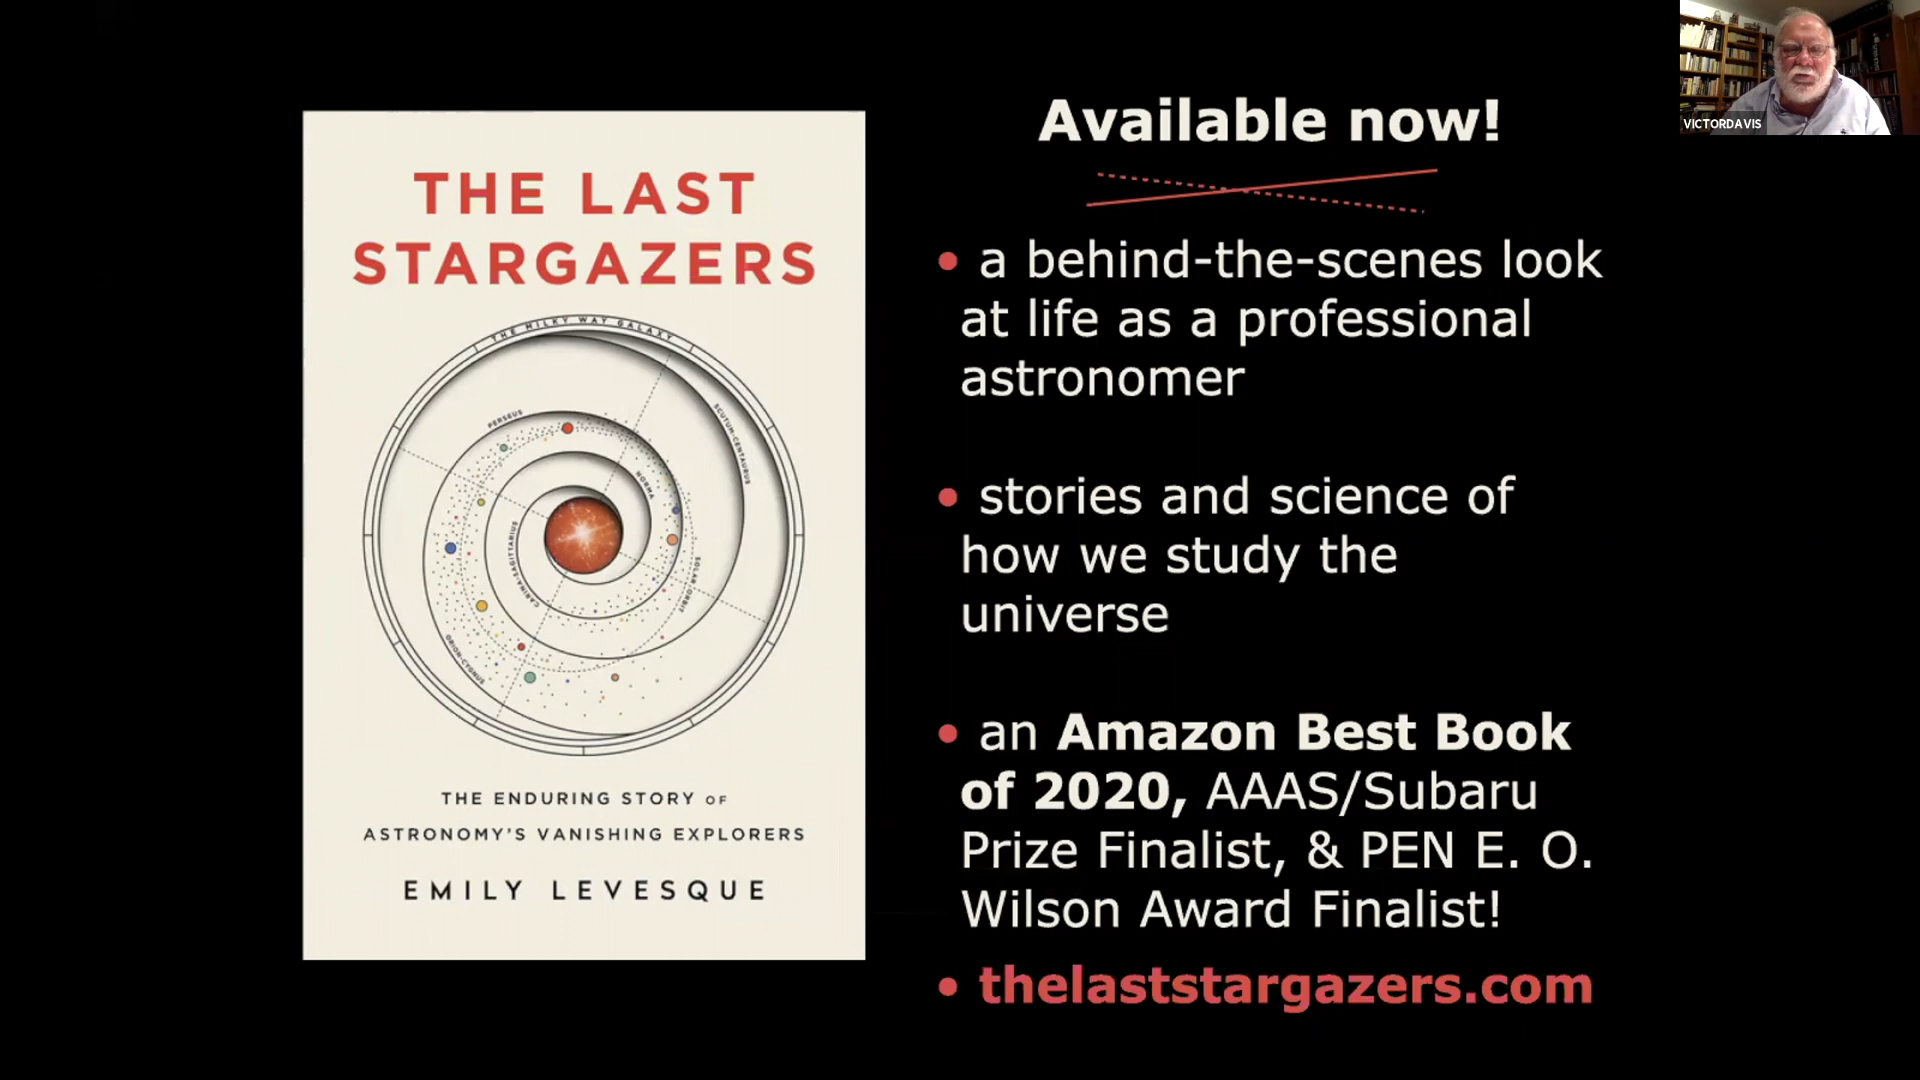 THE LAST
STARGAZERS
THE MILKY WAY GALAXY
PERSEUS
SCUTUM-CENTAURUS
NORMA
CARINA-SAGITTARIUS
SOLAR ORBIT
ORION-CYGNUS
THE ENDURING STORY OF
ASTRONOMY'S VANISHING EXPLORERS
EMILY LEVESQUE
Available now!
• a behind-the-scenes look
at life as a professional
astronomer
• stories and science of
how we study the
universe
• an Amazon Best Book
of 2020, AAAS/Subaru
Prize Finalist, & PEN E. O.
Wilson Award Finalist!
• thelaststargazers.com
VICTORDAVIS